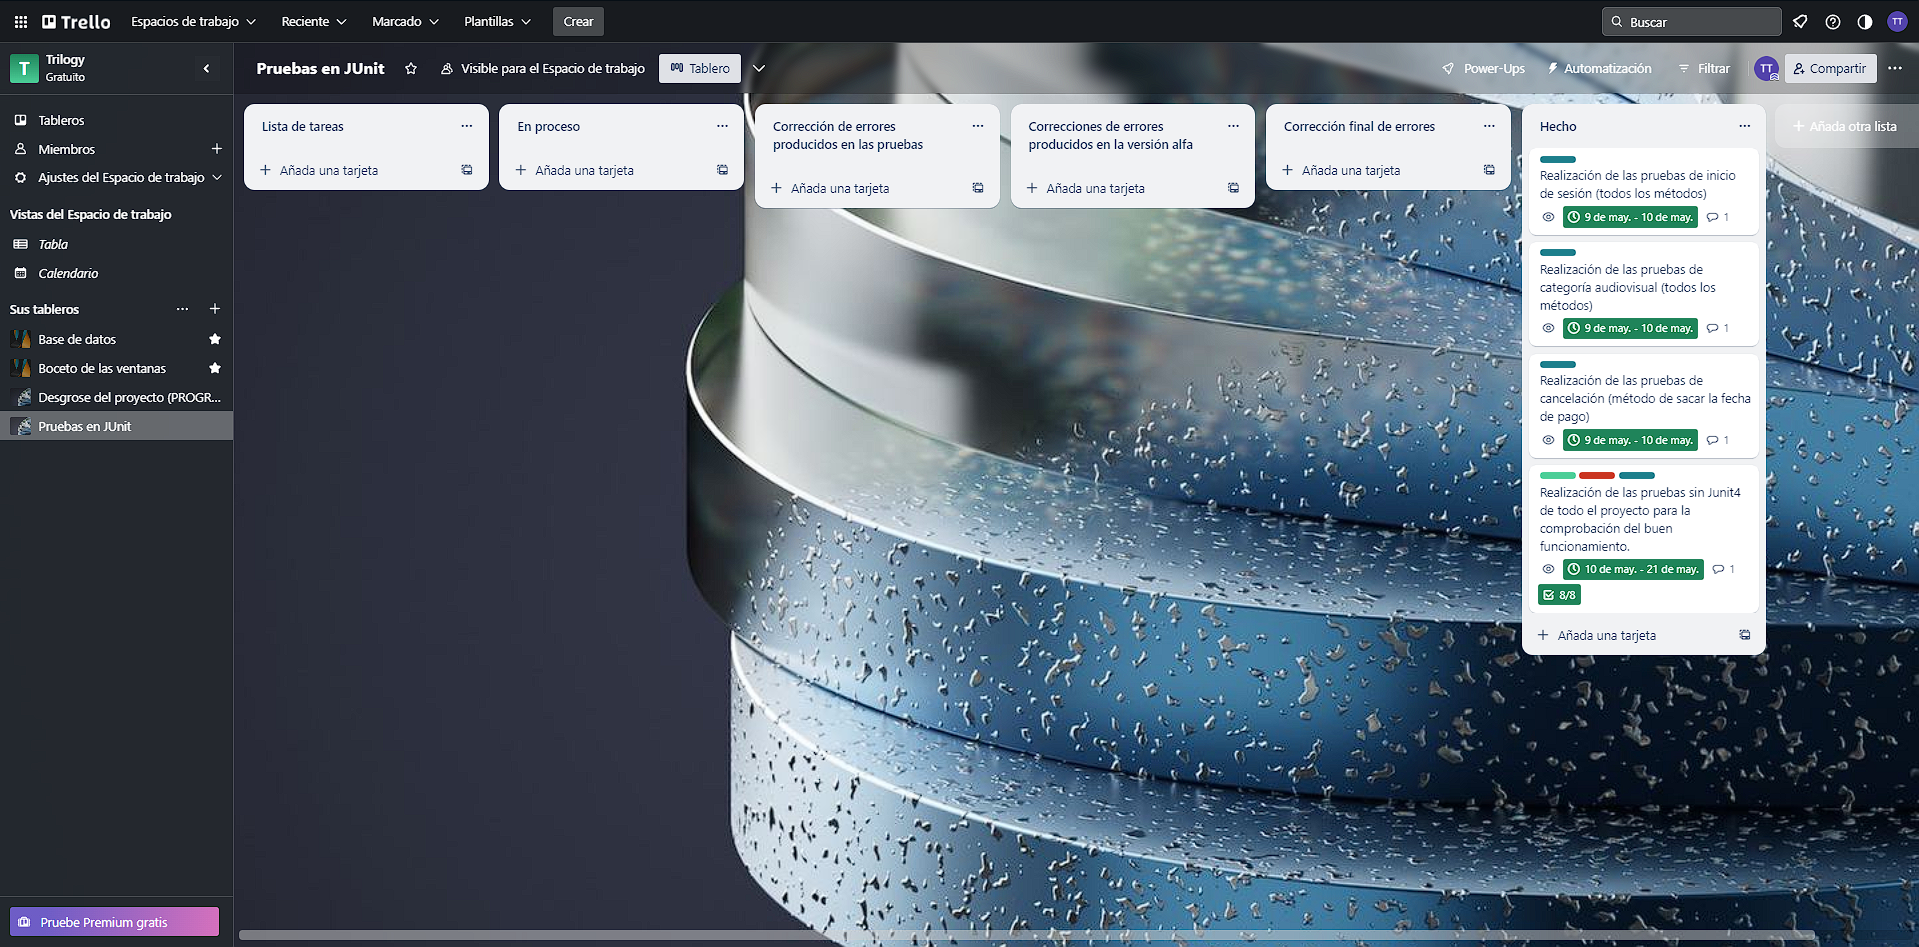 Trello
Espacios de trabajo
Reciente
Marcado
Plantillas
Crear
Buscar
TT
T
Trilogy
Gratuito
Pruebas en JUnit
Visible para el Espacio de trabajo
Tablero
Power-Ups
Automatización
Filtrar
TT
Compartir
Tableros
Miembros
Ajustes del Espacio de trabajo
Vistas del Espacio de trabajo
Tabla
Calendario
Sus tableros
Base de datos
Boceto de las ventanas
Desgrose del proyecto (PROGR...
Pruebas en JUnit
Pruebe Premium gratis
Lista de tareas
Añada una tarjeta
En proceso
Añada una tarjeta
Corrección de errores
producidos en las pruebas
Añada una tarjeta
Correcciones de errores
producidos en la versión alfa
Añada una tarjeta
Corrección final de errores
Añada una tarjeta
Hecho
Realización de las pruebas de inicio
de sesión (todos los métodos)
9 de may. - 10 de may.
1
Realización de las pruebas de
categoría audiovisual (todos los
métodos)
9 de may. - 10 de may.
1
Realización de las pruebas de
cancelación (método de sacar la fecha
de pago)
9 de may. - 10 de may.
1
Realización de las pruebas sin Junit4
de todo el proyecto para la
comprobación del buen
funcionamiento.
10 de may. - 21 de may.
1
8/8
Añada una tarjeta
Añada otra lista